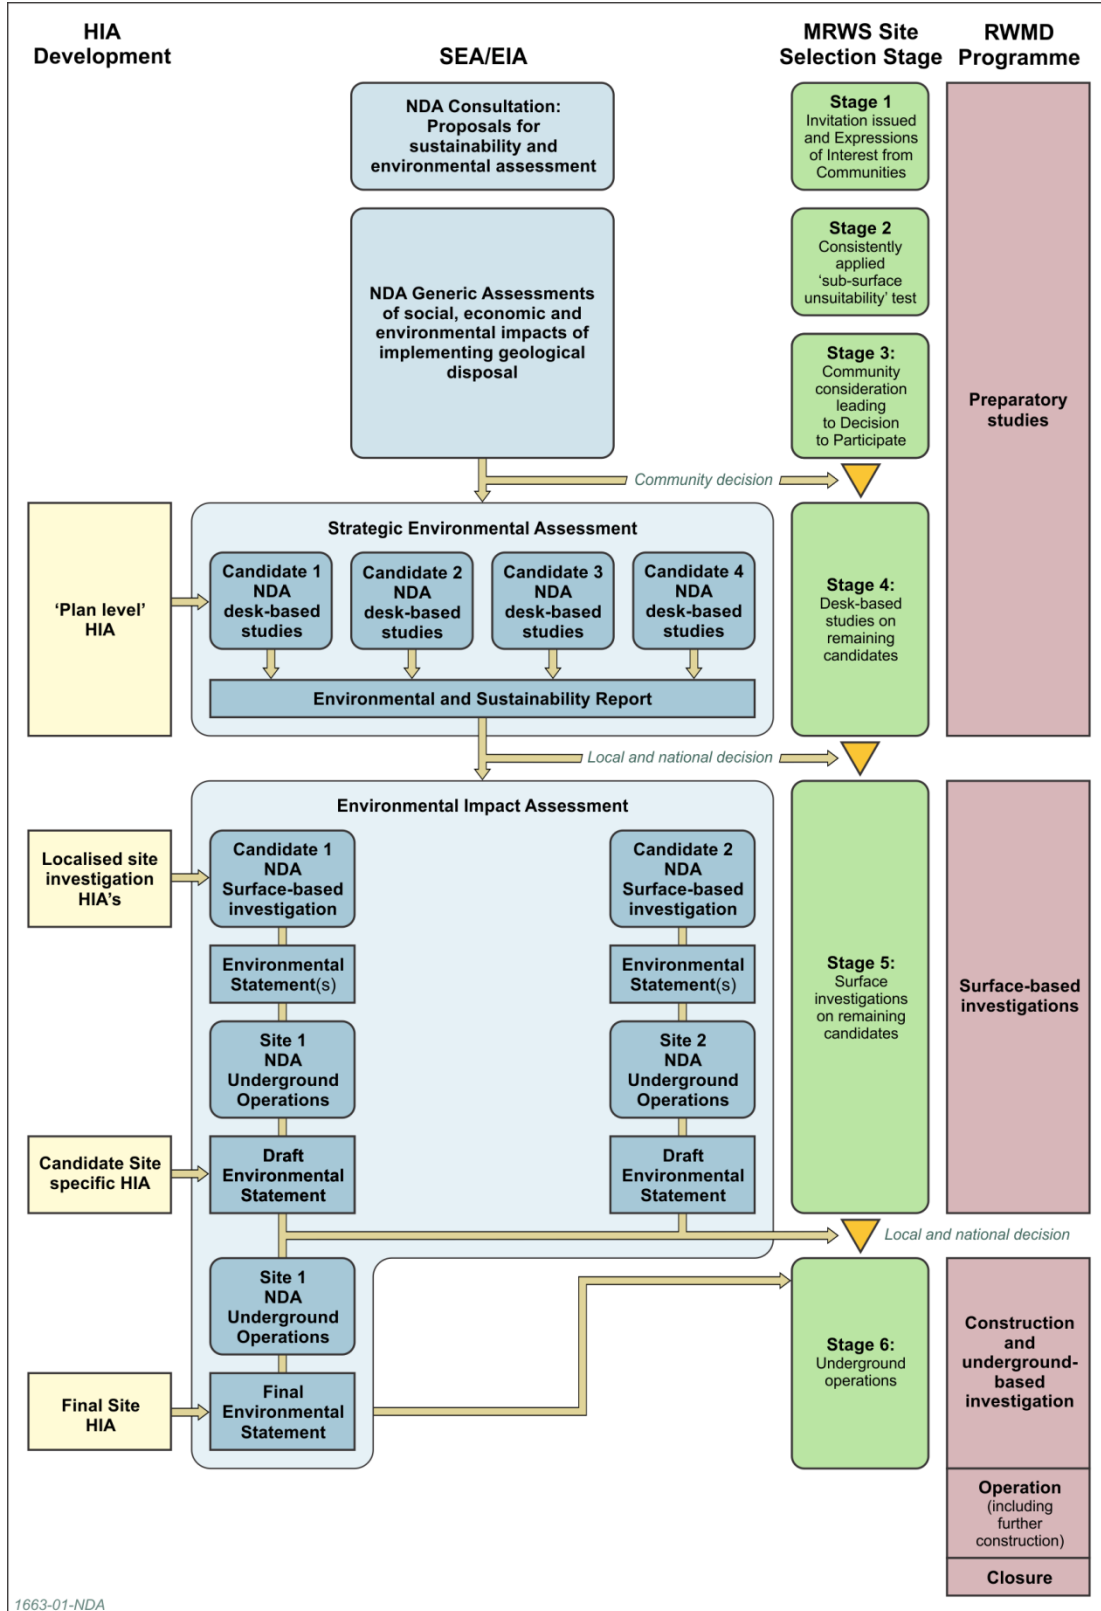 HIA
Development
SEA/EIA
MRWS Site
Selection Stage
RWMD
Programme
NDA Consultation:
Proposals for
sustainability and
environmental assessment
Stage 1
Invitation issued
and Expressions
of Interest from
Communities
NDA Generic Assessments
of social, economic and
environmental impacts of
implementing geological
disposal
Stage 2
Consistently
applied
‘sub-surface
unsuitability’ test
Stage 3:
Community
consideration
leading
to Decision
to Participate
Preparatory
studies
Community decision
‘Plan level’
HIA
Strategic Environmental Assessment
Candidate 1
NDA
desk-based
studies
Candidate 2
NDA
desk-based
studies
Candidate 3
NDA
desk-based
studies
Candidate 4
NDA
desk-based
studies
Environmental and Sustainability Report
Stage 4:
Desk-based
studies on
remaining
candidates
Local and national decision
Environmental Impact Assessment
Localised site
investigation
HIA’s
Candidate 1
NDA
Surface-based
investigation
Candidate 2
NDA
Surface-based
investigation
Environmental
Statement(s)
Environmental
Statement(s)
Site 1
NDA
Underground
Operations
Site 2
NDA
Underground
Operations
Stage 5:
Surface
investigations
on remaining
candidates
Surface-based
investigations
Candidate Site
specific HIA
Draft
Environmental
Statement
Draft
Environmental
Statement
Local and national decision
Site 1
NDA
Underground
Operations
Final Site
HIA
Final
Environmental
Statement
Stage 6:
Underground
operations
Construction
and
underground-
based
investigation
Operation
(including
further
construction)
Closure
1663-01-NDA